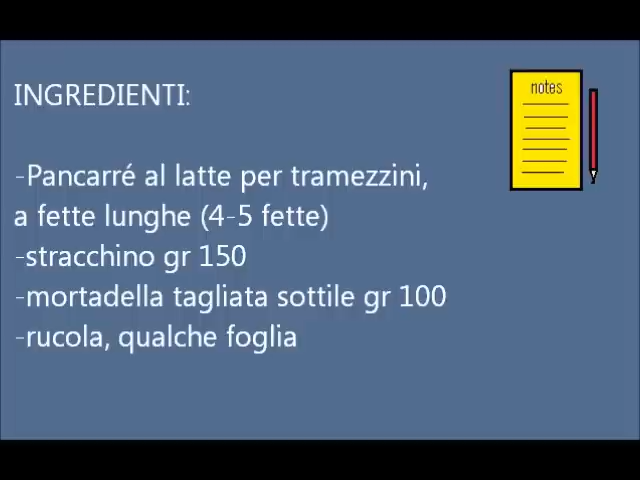 INGREDIENTI:
notes
-Pancarré al latte per tramezzini,
a fette lunghe (4-5 fette)
-stracchino gr 150
-mortadella tagliata sottile gr 100
-rucola, qualche foglia